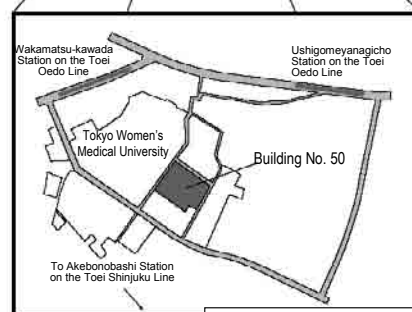 Wakamatsu-kawada
Station on the Toei
Oedo Line
Ushigomeyanagicho
Station on the Toei
Oedo Line
Tokyo Women's
Medical University
Building No. 50
To Akebonobashi Station
on the Toei Shinjuku Line